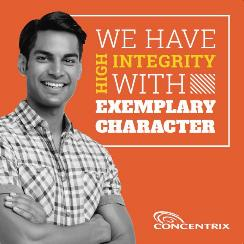 WE HAVE
HIGH INTEGRITY
WITH
EXEMPLARY
CHARACTER
CONCENTRIX